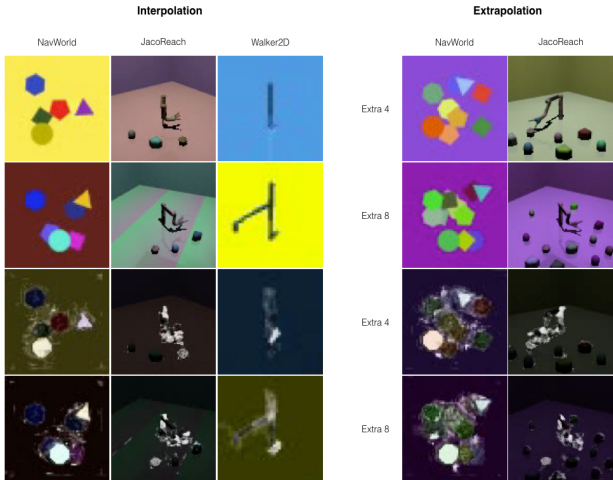 Interpolation
Extrapolation
NavWorld
JacoReach
Walker2D
NavWorld
JacoReach
Extra 4
Extra 8
Extra 4
Extra 8